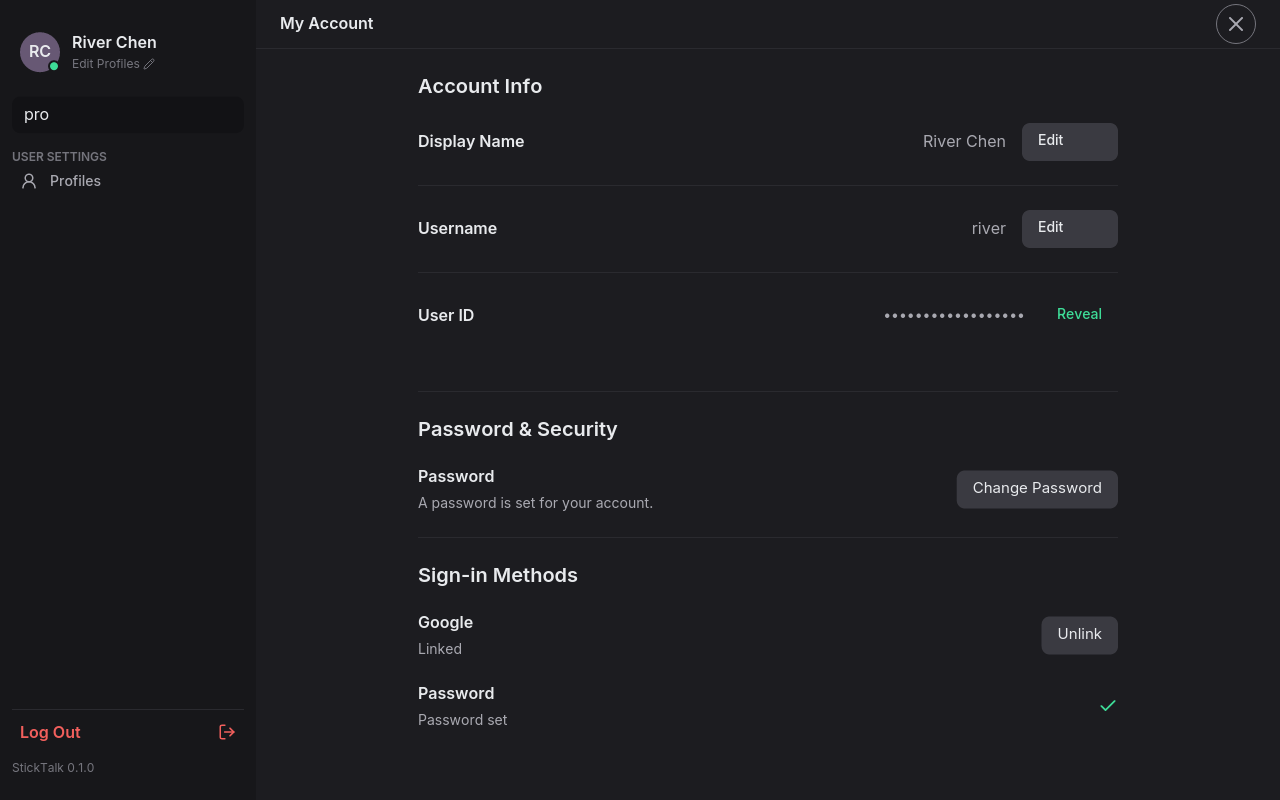 RC
River Chen
Edit Profiles
pro
USER SETTINGS
Profiles
Log Out
StickTalk 0.1.0
My Account
Account Info
Display Name
River Chen
Edit
Username
river
Edit
User ID
•••••••••••••••••
Reveal
Password & Security
Password
A password is set for your account.
Change Password
Sign-in Methods
Google
Linked
Unlink
Password
Password set